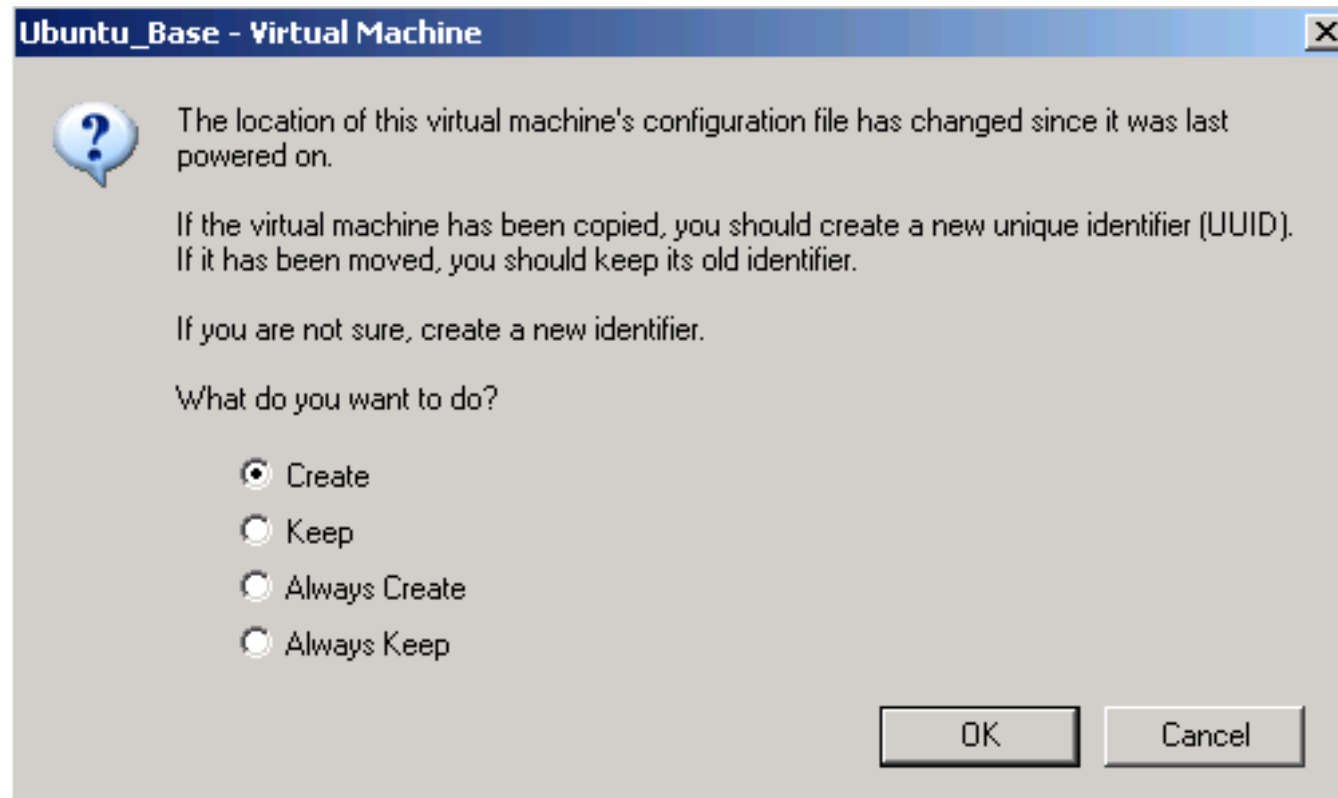 Ubuntu_Base - Virtual Machine
The location of this virtual machine's configuration file has changed since it was last
powered on.
If the virtual machine has been copied, you should create a new unique identifier (UUID).
If it has been moved, you should keep its old identifier.
If you are not sure, create a new identifier.
What do you want to do?
Create
Keep
Always Create
Always Keep
OK
Cancel